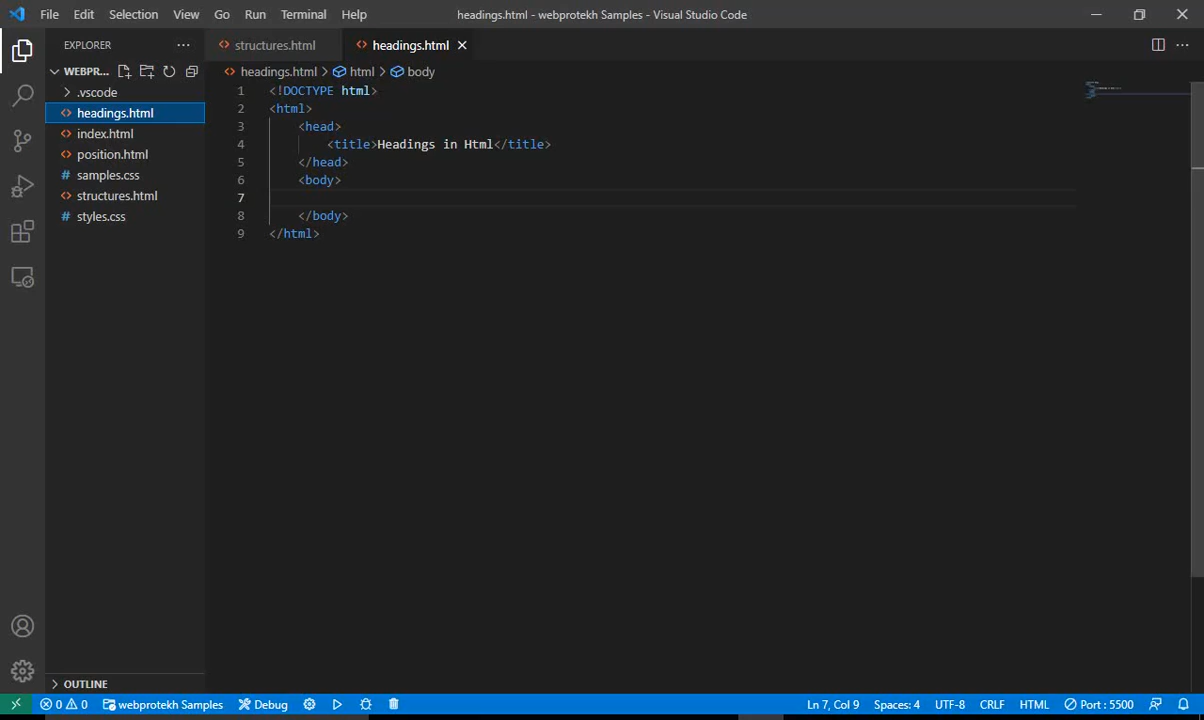 File Edit Selection View Go Run Terminal Help headings.html - webprotekh Samples - Visual Studio Code
EXPLORER ··· structures.html headings.html
WEBPR... headings.html > html > body
.vscode
headings.html
index.html
position.html
samples.css
structures.html
styles.css
1 <!DOCTYPE html>
2 <html>
3 <head>
4 <title>Headings in Html</title>
5 </head>
6 <body>
7
8 </body>
9 </html>
OUTLINE
0 0 webprotekh Samples Debug Ln 7, Col 9 Spaces: 4 UTF-8 CRLF HTML Port : 5500